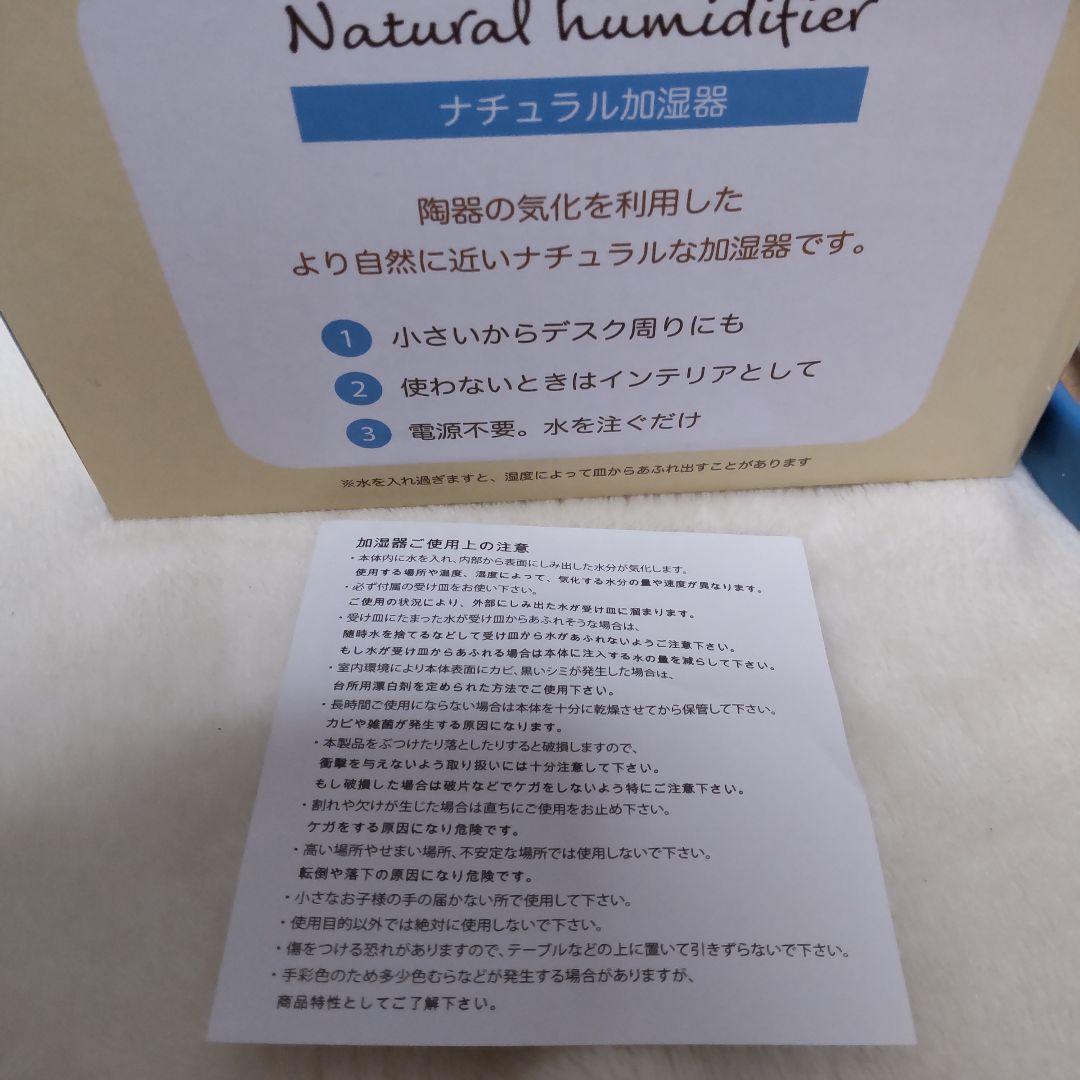 Natural humidifier
ナチュラル加湿器
陶器の気化を利用した
より自然に近いナチュラルな加湿器です。
1 小さいからデスク周りにも
2 使わないときはインテリアとして
3 電源不要。水を注ぐだけ
※水を入れ過ぎますと、湿度によって皿からあふれ出すことがあります
加湿器ご使用上の注意
・本体内に水を入れ、内部から表面にしみ出した水分が気化します。
使用する場所や温度、湿度によって、気化する水分の量や速度が異なります。
・必ず付属の受け皿をお使い下さい。
ご使用の状況により、外部にしみ出た水が受け皿に溜まります。
・受け皿にたまった水が受け皿からあふれそうな場合は、
随時水を捨てるなどして受け皿から水があふれないようご注意下さい。
もし水が受け皿からあふれる場合は本体に注入する水の量を減らして下さい。
・室内環境により本体表面にカビ、黒いシミが発生した場合は、
台所用漂白剤を定められた方法でご使用下さい。
・長時間ご使用にならない場合は本体を十分に乾燥させてから保管して下さい。
カビや雑菌が発生する原因になります。
・本製品をぶつけたり落としたりすると破損しますので、
衝撃を与えないよう取り扱いには十分注意して下さい。
もし破損した場合は破片などでケガをしないよう特にご注意下さい。
・割れや欠けが生じた場合は直ちにご使用をお止め下さい。
ケガをする原因になり危険です。
・高い場所やせまい場所、不安定な場所では使用しないで下さい。
転倒や落下の原因になり危険です。
・小さなお子様の手の届かない所で使用して下さい。
・使用目的以外では絶対に使用しないで下さい。
・傷をつける恐れがありますので、テーブルなどの上に置いて引きずらないで下さい。
・手彩色のため多少色むらなどが発生する場合がありますが、
商品特性としてご了解下さい。